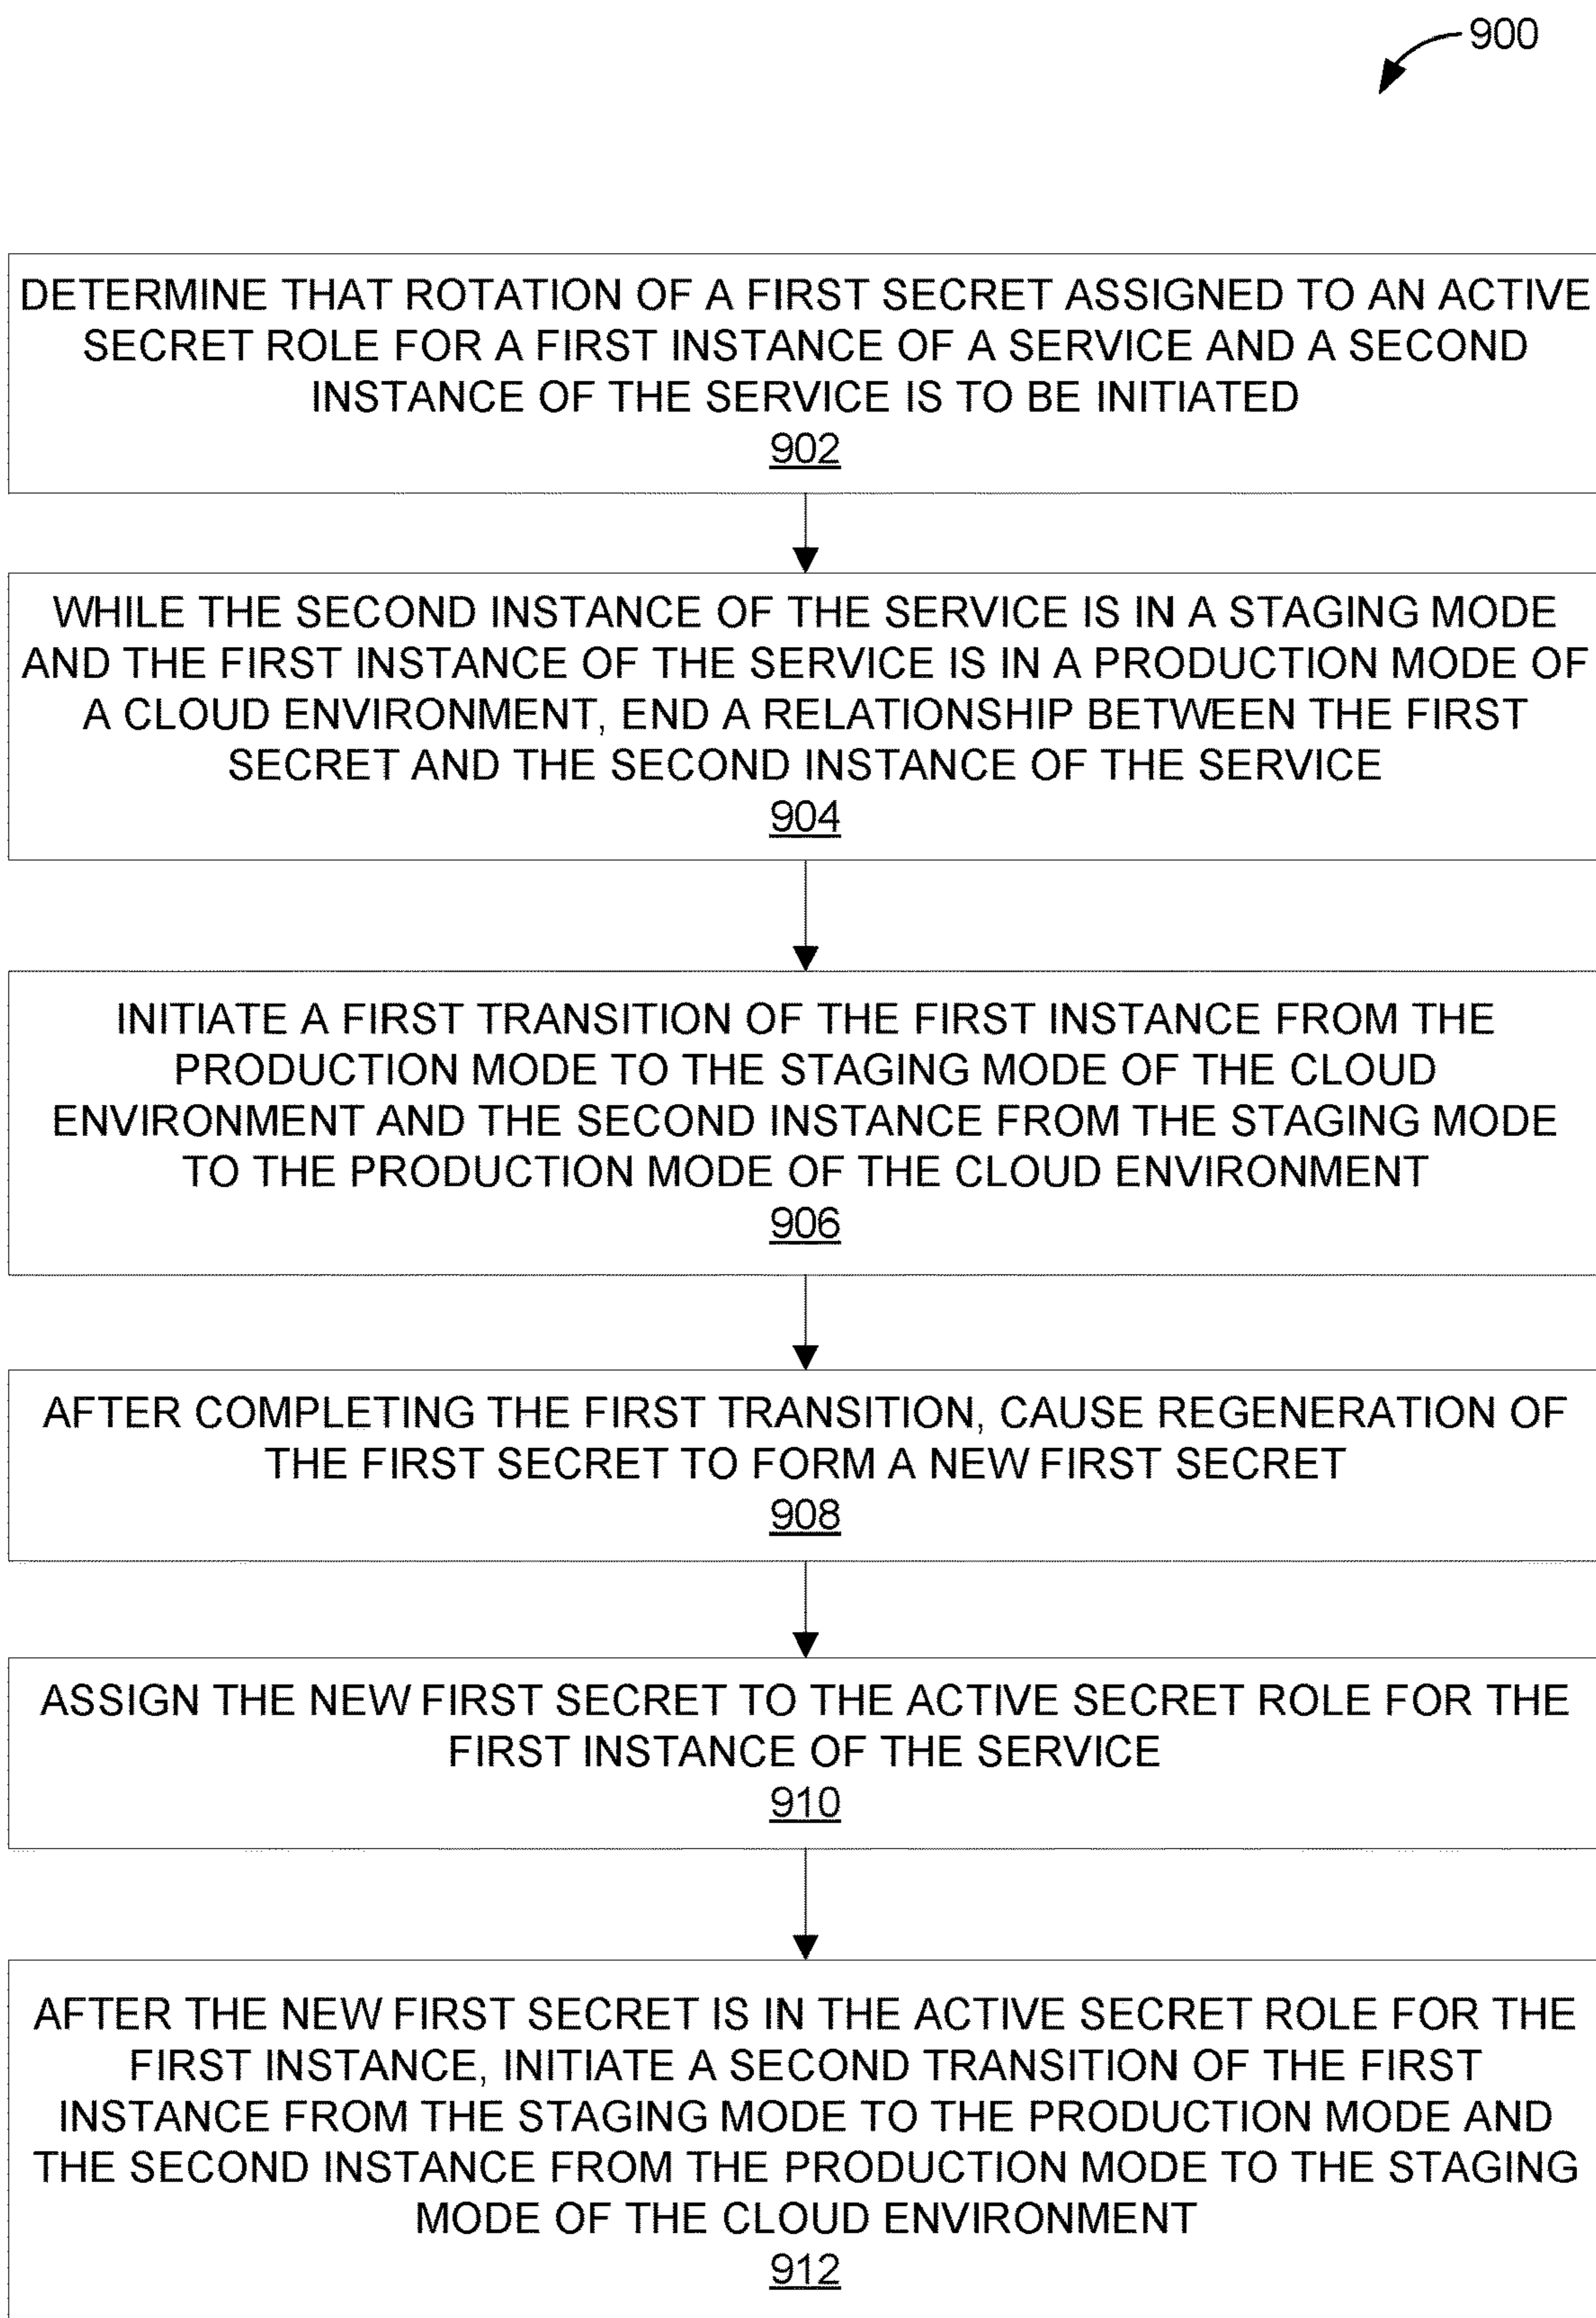 900
DETERMINE THAT ROTATION OF A FIRST SECRET ASSIGNED TO AN ACTIVE
SECRET ROLE FOR A FIRST INSTANCE OF A SERVICE AND A SECOND
INSTANCE OF THE SERVICE IS TO BE INITIATED
902
WHILE THE SECOND INSTANCE OF THE SERVICE IS IN A STAGING MODE
AND THE FIRST INSTANCE OF THE SERVICE IS IN A PRODUCTION MODE OF
A CLOUD ENVIRONMENT, END A RELATIONSHIP BETWEEN THE FIRST
SECRET AND THE SECOND INSTANCE OF THE SERVICE
904
INITIATE A FIRST TRANSITION OF THE FIRST INSTANCE FROM THE
PRODUCTION MODE TO THE STAGING MODE OF THE CLOUD
ENVIRONMENT AND THE SECOND INSTANCE FROM THE STAGING MODE
TO THE PRODUCTION MODE OF THE CLOUD ENVIRONMENT
906
AFTER COMPLETING THE FIRST TRANSITION, CAUSE REGENERATION OF
THE FIRST SECRET TO FORM A NEW FIRST SECRET
908
ASSIGN THE NEW FIRST SECRET TO THE ACTIVE SECRET ROLE FOR THE
FIRST INSTANCE OF THE SERVICE
910
AFTER THE NEW FIRST SECRET IS IN THE ACTIVE SECRET ROLE FOR THE
FIRST INSTANCE, INITIATE A SECOND TRANSITION OF THE FIRST
INSTANCE FROM THE STAGING MODE TO THE PRODUCTION MODE AND
THE SECOND INSTANCE FROM THE PRODUCTION MODE TO THE STAGING
MODE OF THE CLOUD ENVIRONMENT
912